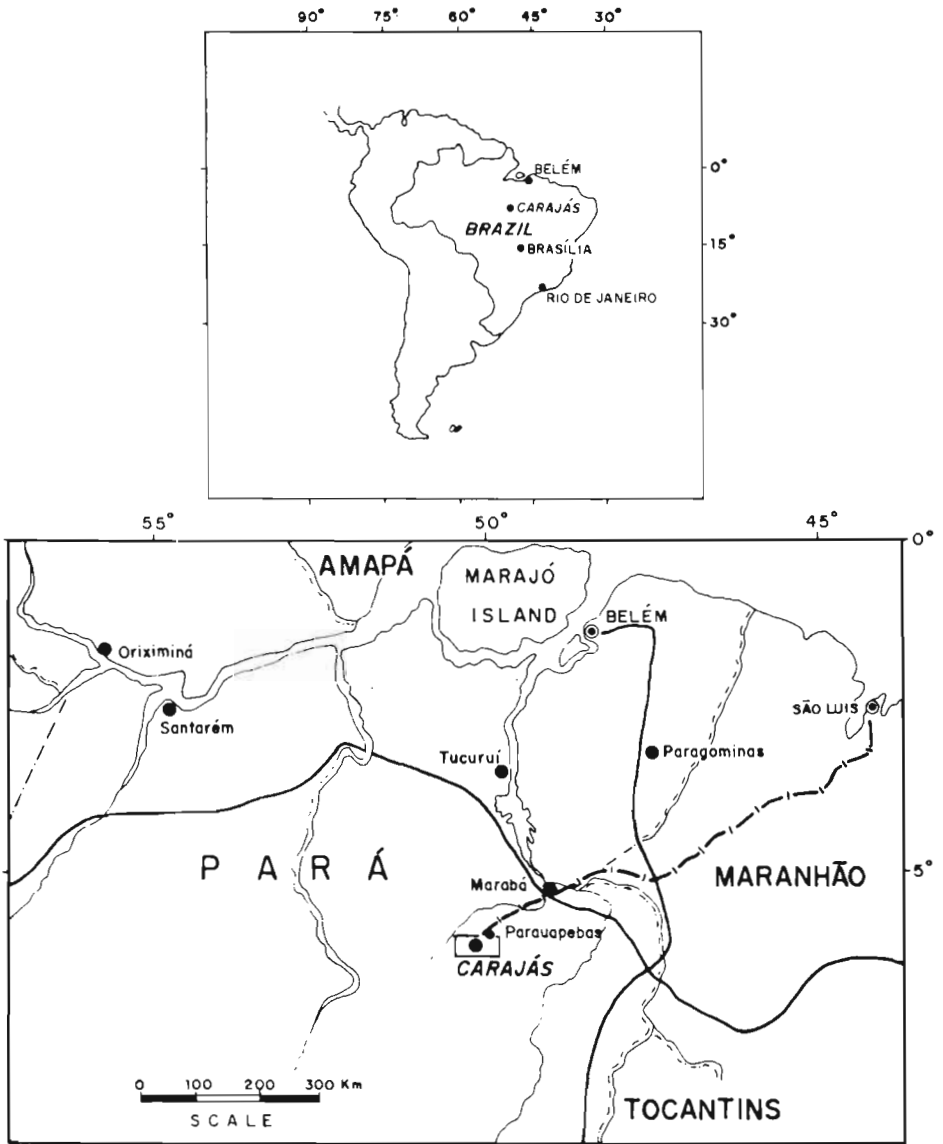 90° 75° 60° 45° 30°
BELÉM
0°
CARAJÁS
BRAZIL
15°
BRASÍLIA
RIO DE JANEIRO
30°
55° 50° 45°
0°
AMAPÁ
MARAJÓ
ISLAND
BELÉM
Oriximiná
SÃO LUIS
Santarém
Tucuruí
Paragominas
PARÁ
5°
Marabá
MARANHÃO
Parauapebas
CARAJÁS
0 100 200 300 Km
SCALE
TOCANTINS